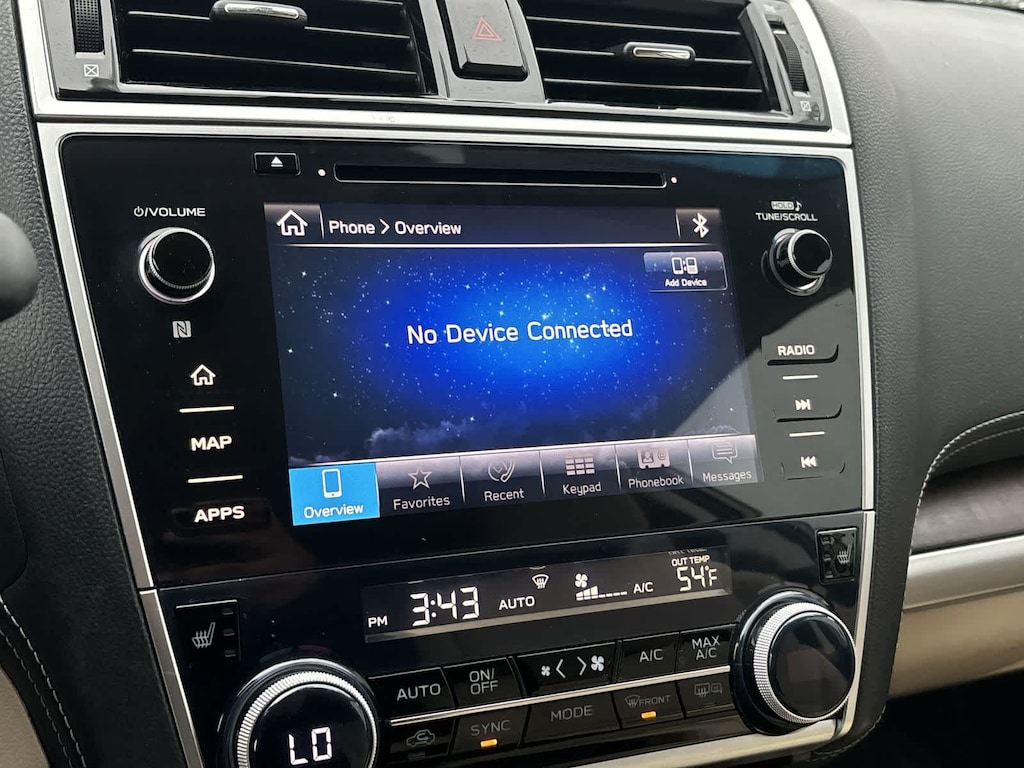 HOLD
⏻/VOLUME
TUNE/SCROLL
Phone > Overview
Add Device
No Device Connected
RADIO
MAP
APPS
Overview
Favorites
Recent
Keypad
Phonebook
Messages
OUT TEMP
PM 3:43 AUTO A/C 54°F
AUTO
ON/
OFF
A/C
MAX
A/C
SYNC
MODE
FRONT
LO